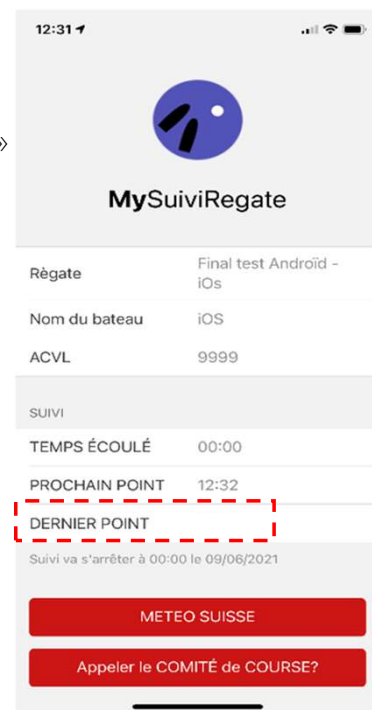 12:31
»
MySuiviRegate
Règate Final test Androïd -
iOs
Nom du bateau iOS
ACVL 9999
SUIVI
TEMPS ÉCOULÉ 00:00
PROCHAIN POINT 12:32
DERNIER POINT
Suivi va s'arrêter à 00:00 le 09/06/2021
METEO SUISSE
Appeler le COMITÉ de COURSE?